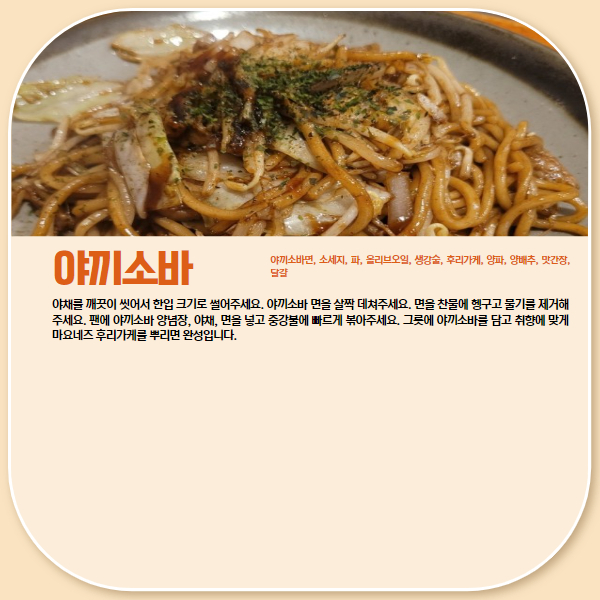 야끼소바
야끼소바면, 소세지, 파, 올리브오일, 생강술, 후리가케, 양파, 양배추, 맛간장,
달걀
야채를 깨끗이 씻어서 한입 크기로 썰어주세요. 야끼소바 면을 살짝 데쳐주세요. 면을 찬물에 헹구고 물기를 제거해
주세요. 팬에 야끼소바 양념장, 야채, 면을 넣고 중강불에 빠르게 볶아주세요. 그릇에 야끼소바를 담고 취향에 맞게
마요네즈 후리가케를 뿌리면 완성입니다.